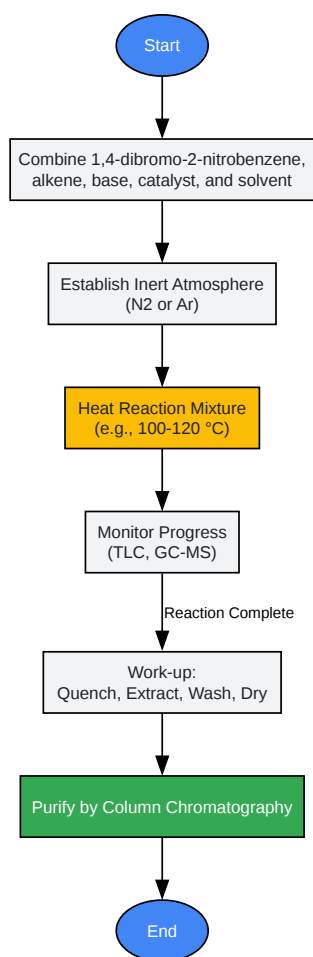 Start
Combine 1,4-dibromo-2-nitrobenzene,
alkene, base, catalyst, and solvent
Establish Inert Atmosphere
(N2 or Ar)
Heat Reaction Mixture
(e.g., 100-120 °C)
Monitor Progress
(TLC, GC-MS)
Reaction Complete
Work-up:
Quench, Extract, Wash, Dry
Purify by Column Chromatography
End